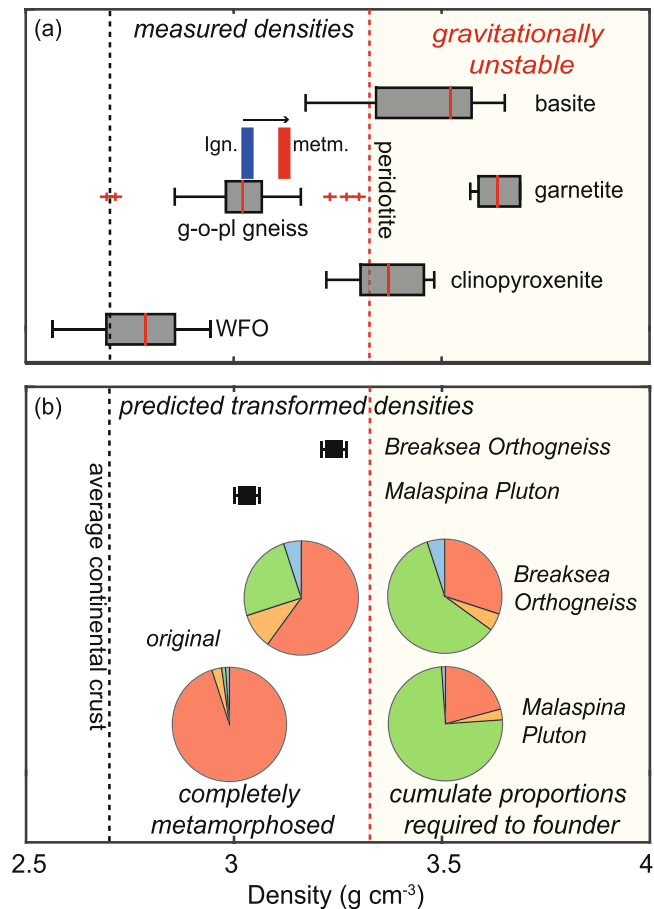 (a)
measured densities
gravitationally
unstable
basite
Ign.
metm.
peridotite
garnetite
g-o-pl gneiss
clinopyroxenite
WFO
(b)
predicted transformed densities
Breaksea Orthogneiss
Malaspina Pluton
average continental crust
Breaksea
Orthogneiss
original
Malaspina
Pluton
completely
metamorphosed
cumulate proportions
required to founder
2.5 3 3.5 4
Density (g cm⁻³)